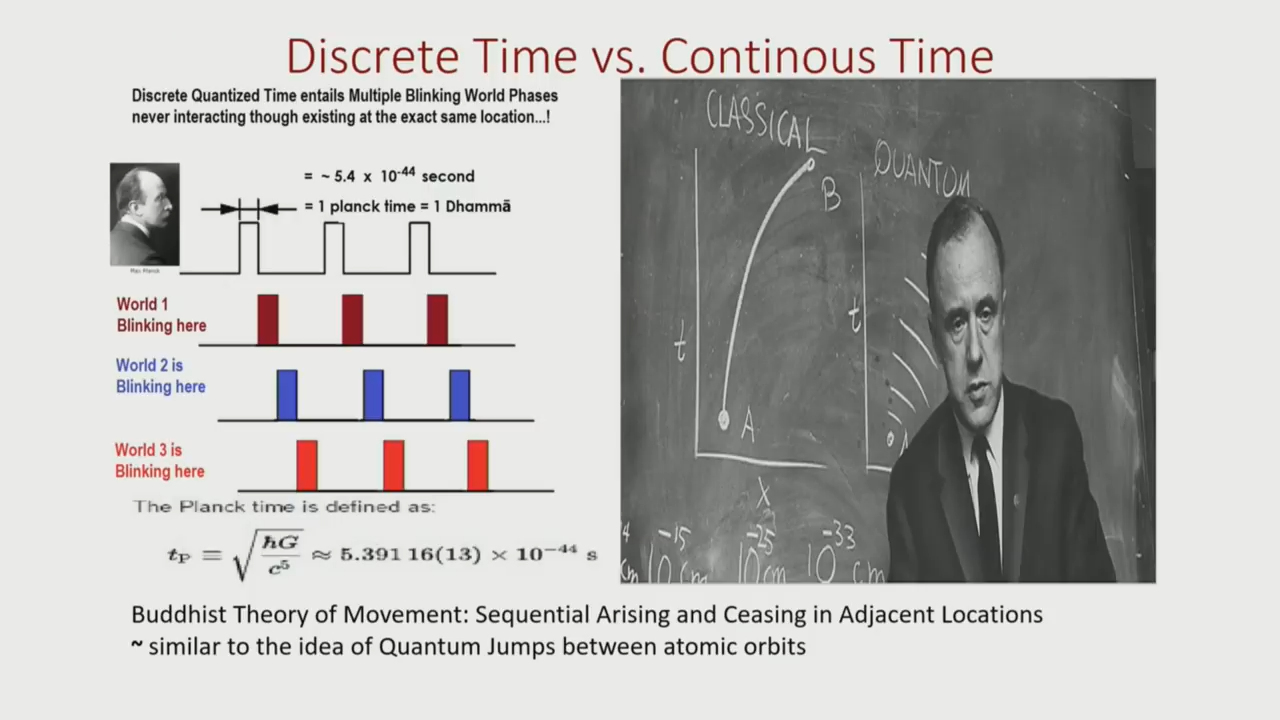 Discrete Time vs. Continous Time
Discrete Quantized Time entails Multiple Blinking World Phases
never interacting though existing at the exact same location...!
= ~ 5.4 x 10⁻⁴⁴ second
= 1 planck time = 1 Dhammā
Max Planck
World 1
Blinking here
World 2 is
Blinking here
World 3 is
Blinking here
The Planck time is defined as:
tP ≡ √(ħG/c⁵) ≈ 5.391 16(13) × 10⁻⁴⁴ s
CLASSICAL
B
t
A
X
QUANTUM
t
10⁻¹⁵ cm 10⁻²⁵ cm 10⁻³³ cm
Buddhist Theory of Movement: Sequential Arising and Ceasing in Adjacent Locations
~ similar to the idea of Quantum Jumps between atomic orbits